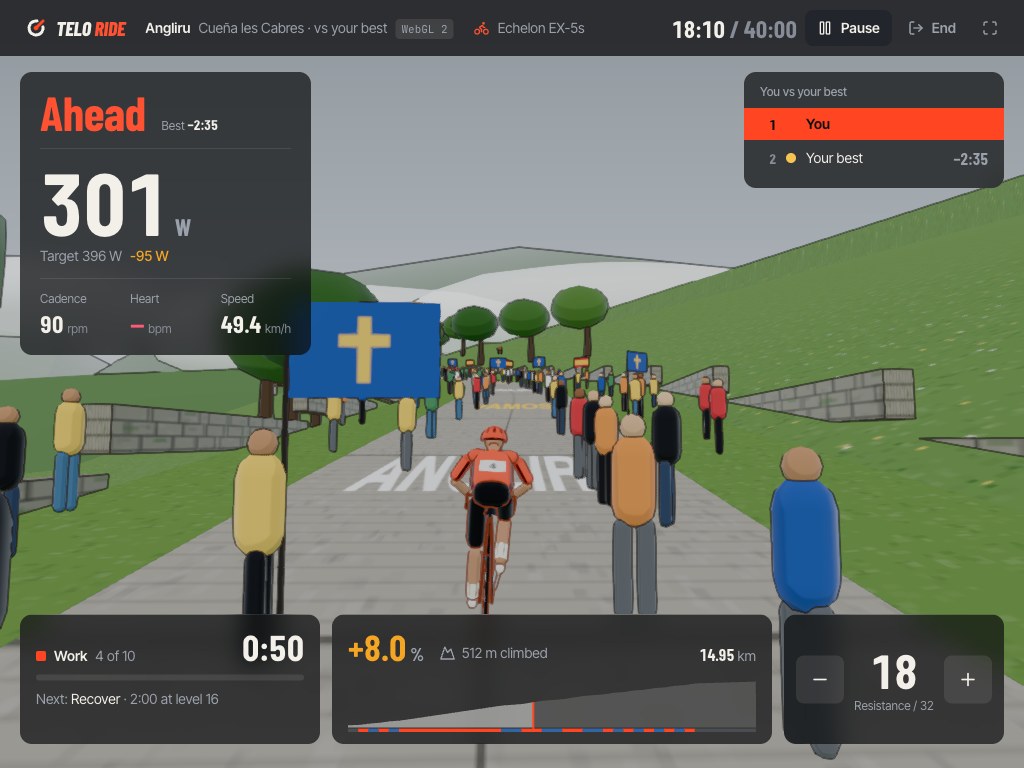 TELO RIDE Angliru Cueña les Cabres · vs your best WebGL 2 Echelon EX-5s 18:10 / 40:00 Pause End
Ahead Best −2:35
301 W
Target 396 W -95 W
Cadence Heart Speed
90 rpm – bpm 49.4 km/h
You vs your best
1 You
2 Your best −2:35
Work 4 of 10 0:50
Next: Recover · 2:00 at level 16
+8.0 % 512 m climbed 14.95 km
− 18 +
Resistance / 32